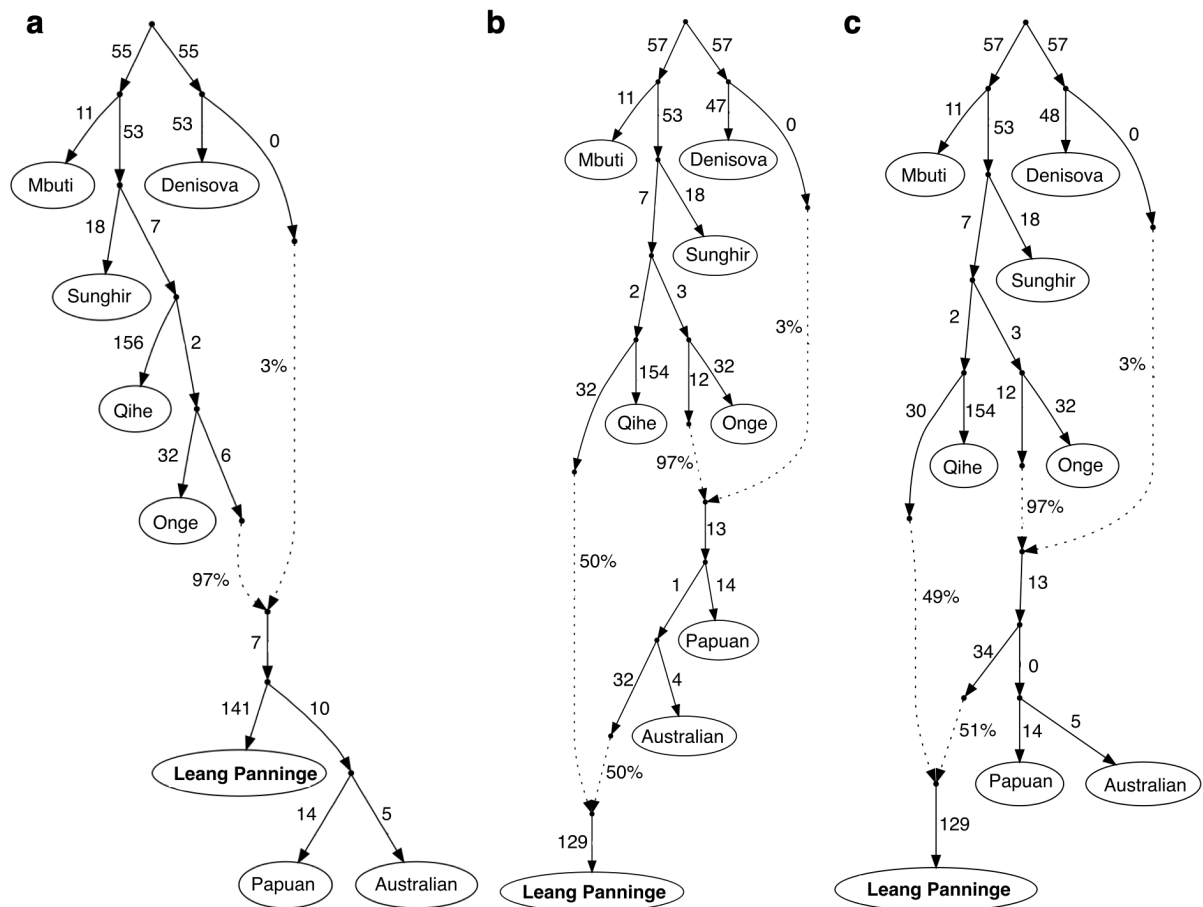 a
55 55
11 53 53 0
Mbuti Denisova
18 7
Sunghir
156 2 3%
Qihe
32 6
Onge
97%
7
141 10
Leang Panninge
14 5
Papuan Australian
b
57 57
11 53 47 0
Mbuti Denisova
7 18
Sunghir
2 3
3%
32 154 12 32
Qihe Onge
97%
13
50% 1 14
Papuan
32 4
Australian
50%
129
Leang Panninge
c
57 57
11 53 48 0
Mbuti Denisova
7 18
Sunghir
2 3
3%
30 154 12 32
Qihe Onge
97%
49% 13
34 0
51% 14 5
Papuan Australian
129
Leang Panninge